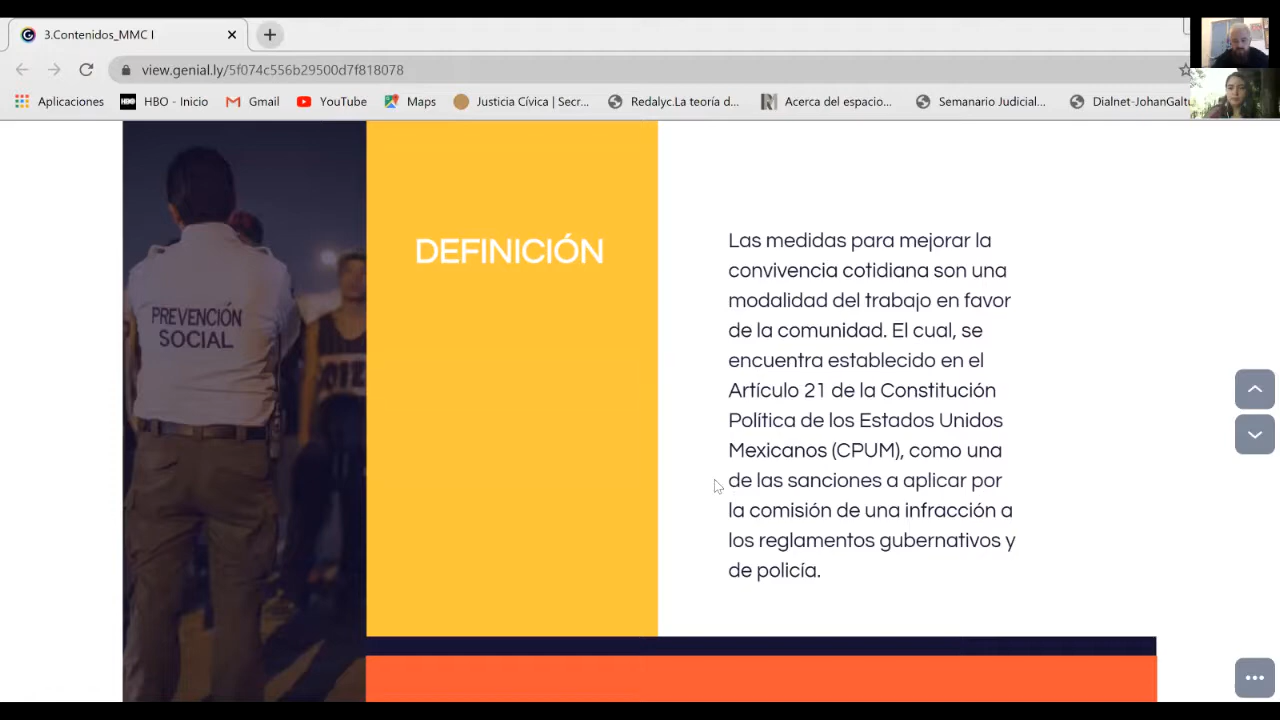 3.Contenidos_MMC I
view.genial.ly/5f074c556b29500d7f818078
Aplicaciones
HBO
HBO - Inicio
Gmail
YouTube
Maps
Justicia Cívica | Secr...
Redalyc.La teoría d...
Acerca del espacio...
Semanario Judicial...
Dialnet-JohanGaltu
PREVENCIÓN
SOCIAL
DEFINICIÓN
Las medidas para mejorar la
convivencia cotidiana son una
modalidad del trabajo en favor
de la comunidad. El cual, se
encuentra establecido en el
Artículo 21 de la Constitución
Política de los Estados Unidos
Mexicanos (CPUM), como una
de las sanciones a aplicar por
la comisión de una infracción a
los reglamentos gubernativos y
de policía.